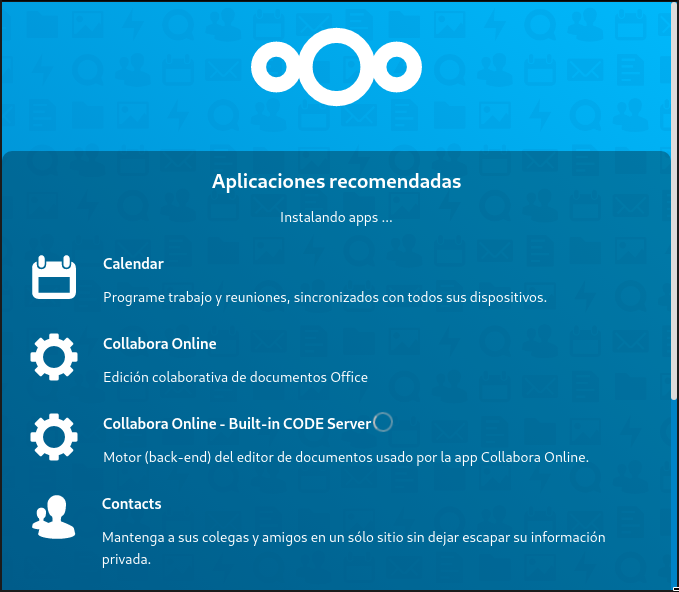 Aplicaciones recomendadas
Instalando apps ...
Calendar
Programe trabajo y reuniones, sincronizados con todos sus dispositivos.
Collabora Online
Edición colaborativa de documentos Office
Collabora Online - Built-in CODE Server
Motor (back-end) del editor de documentos usado por la app Collabora Online.
Contacts
Mantenga a sus colegas y amigos en un sólo sitio sin dejar escapar su información
privada.